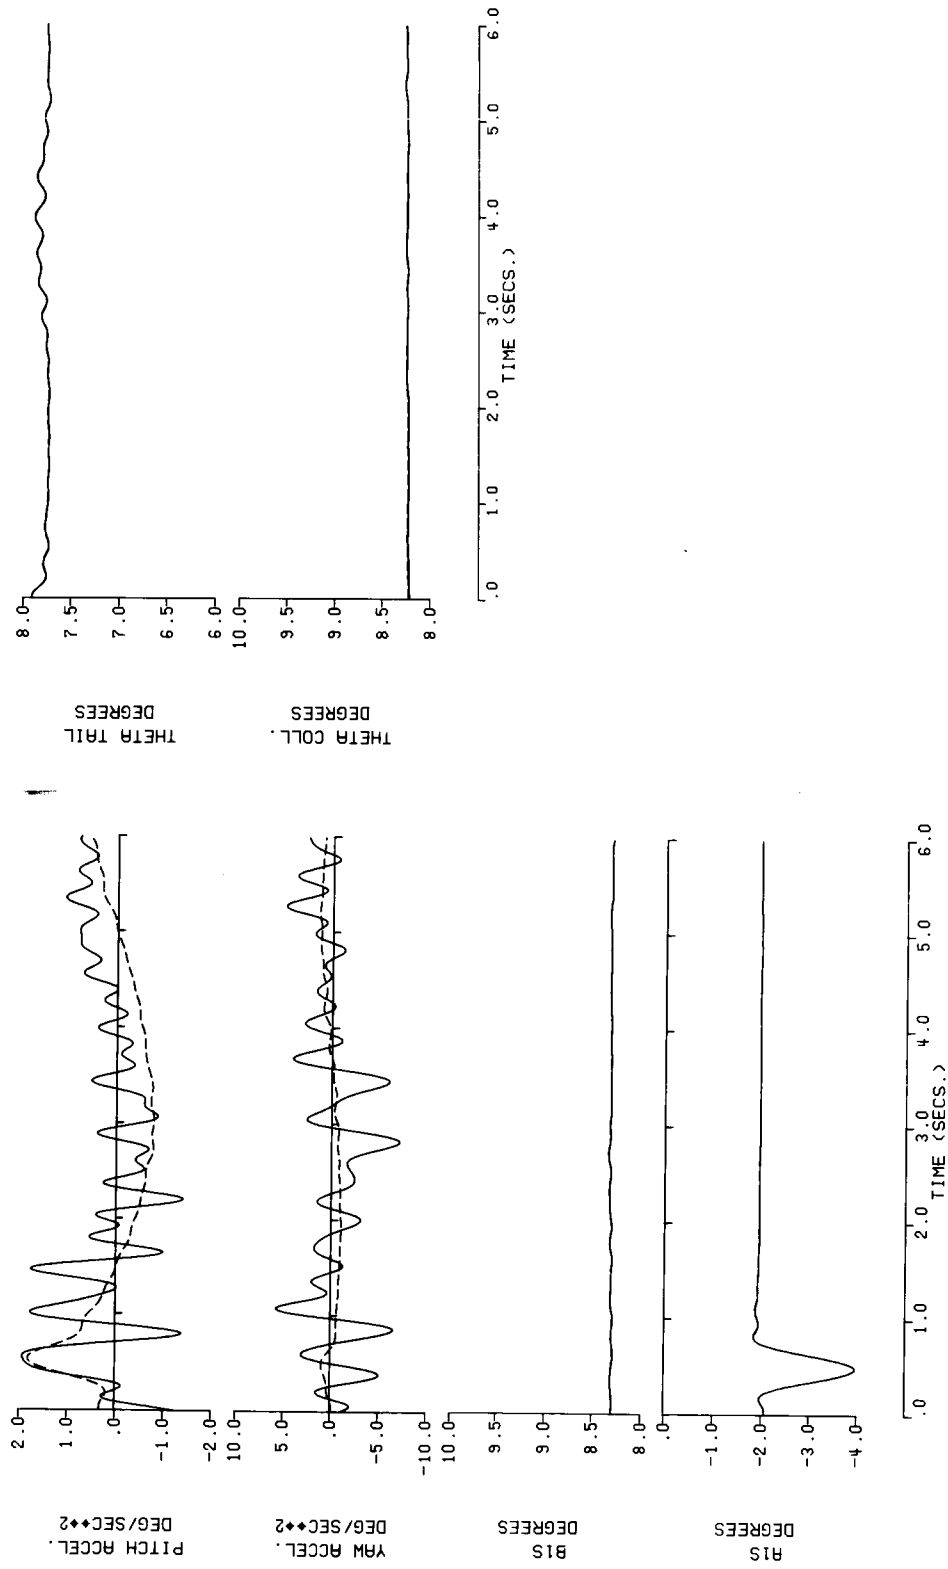 THETA TAIL
DEGREES
8.0
7.5
7.0
6.5
6.0
THETA COLL.
DEGREES
10.0
9.5
9.0
8.5
8.0
.0 1.0 2.0 3.0 4.0 5.0 6.0
TIME (SECS.)
PITCH ACCEL.
DEG/SEC**2
2.0
1.0
.0
-1.0
-2.0
YAW ACCEL.
DEG/SEC**2
10.0
5.0
.0
-5.0
-10.0
B1S
DEGREES
10.0
9.5
9.0
8.5
8.0
A1S
DEGREES
.0
-1.0
-2.0
-3.0
-4.0
.0 1.0 2.0 3.0 4.0 5.0 6.0
TIME (SECS.)